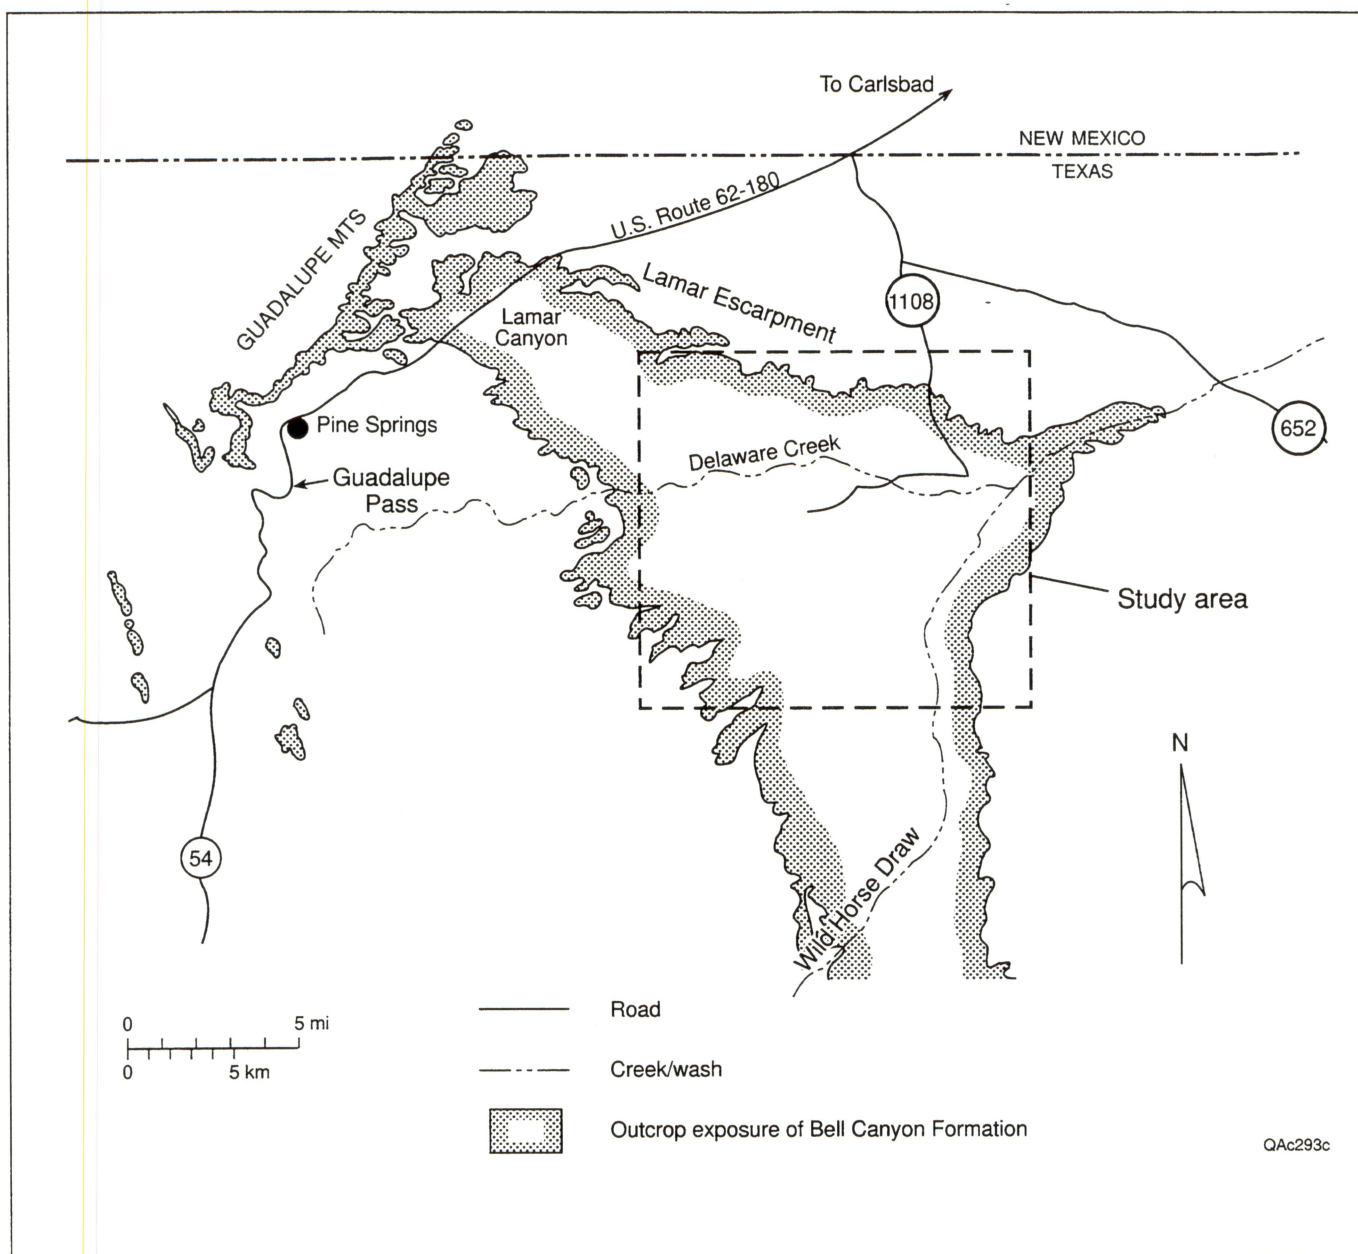 To Carlsbad
NEW MEXICO
TEXAS
U.S. Route 62-180
GUADALUPE MTS
Lamar Escarpment
1108
Lamar
Canyon
Pine Springs
652
Delaware Creek
Guadalupe
Pass
Study area
N
54
Wild Horse Draw
0 5 mi
0 5 km
Road
Creek/wash
Outcrop exposure of Bell Canyon Formation
QAc293c